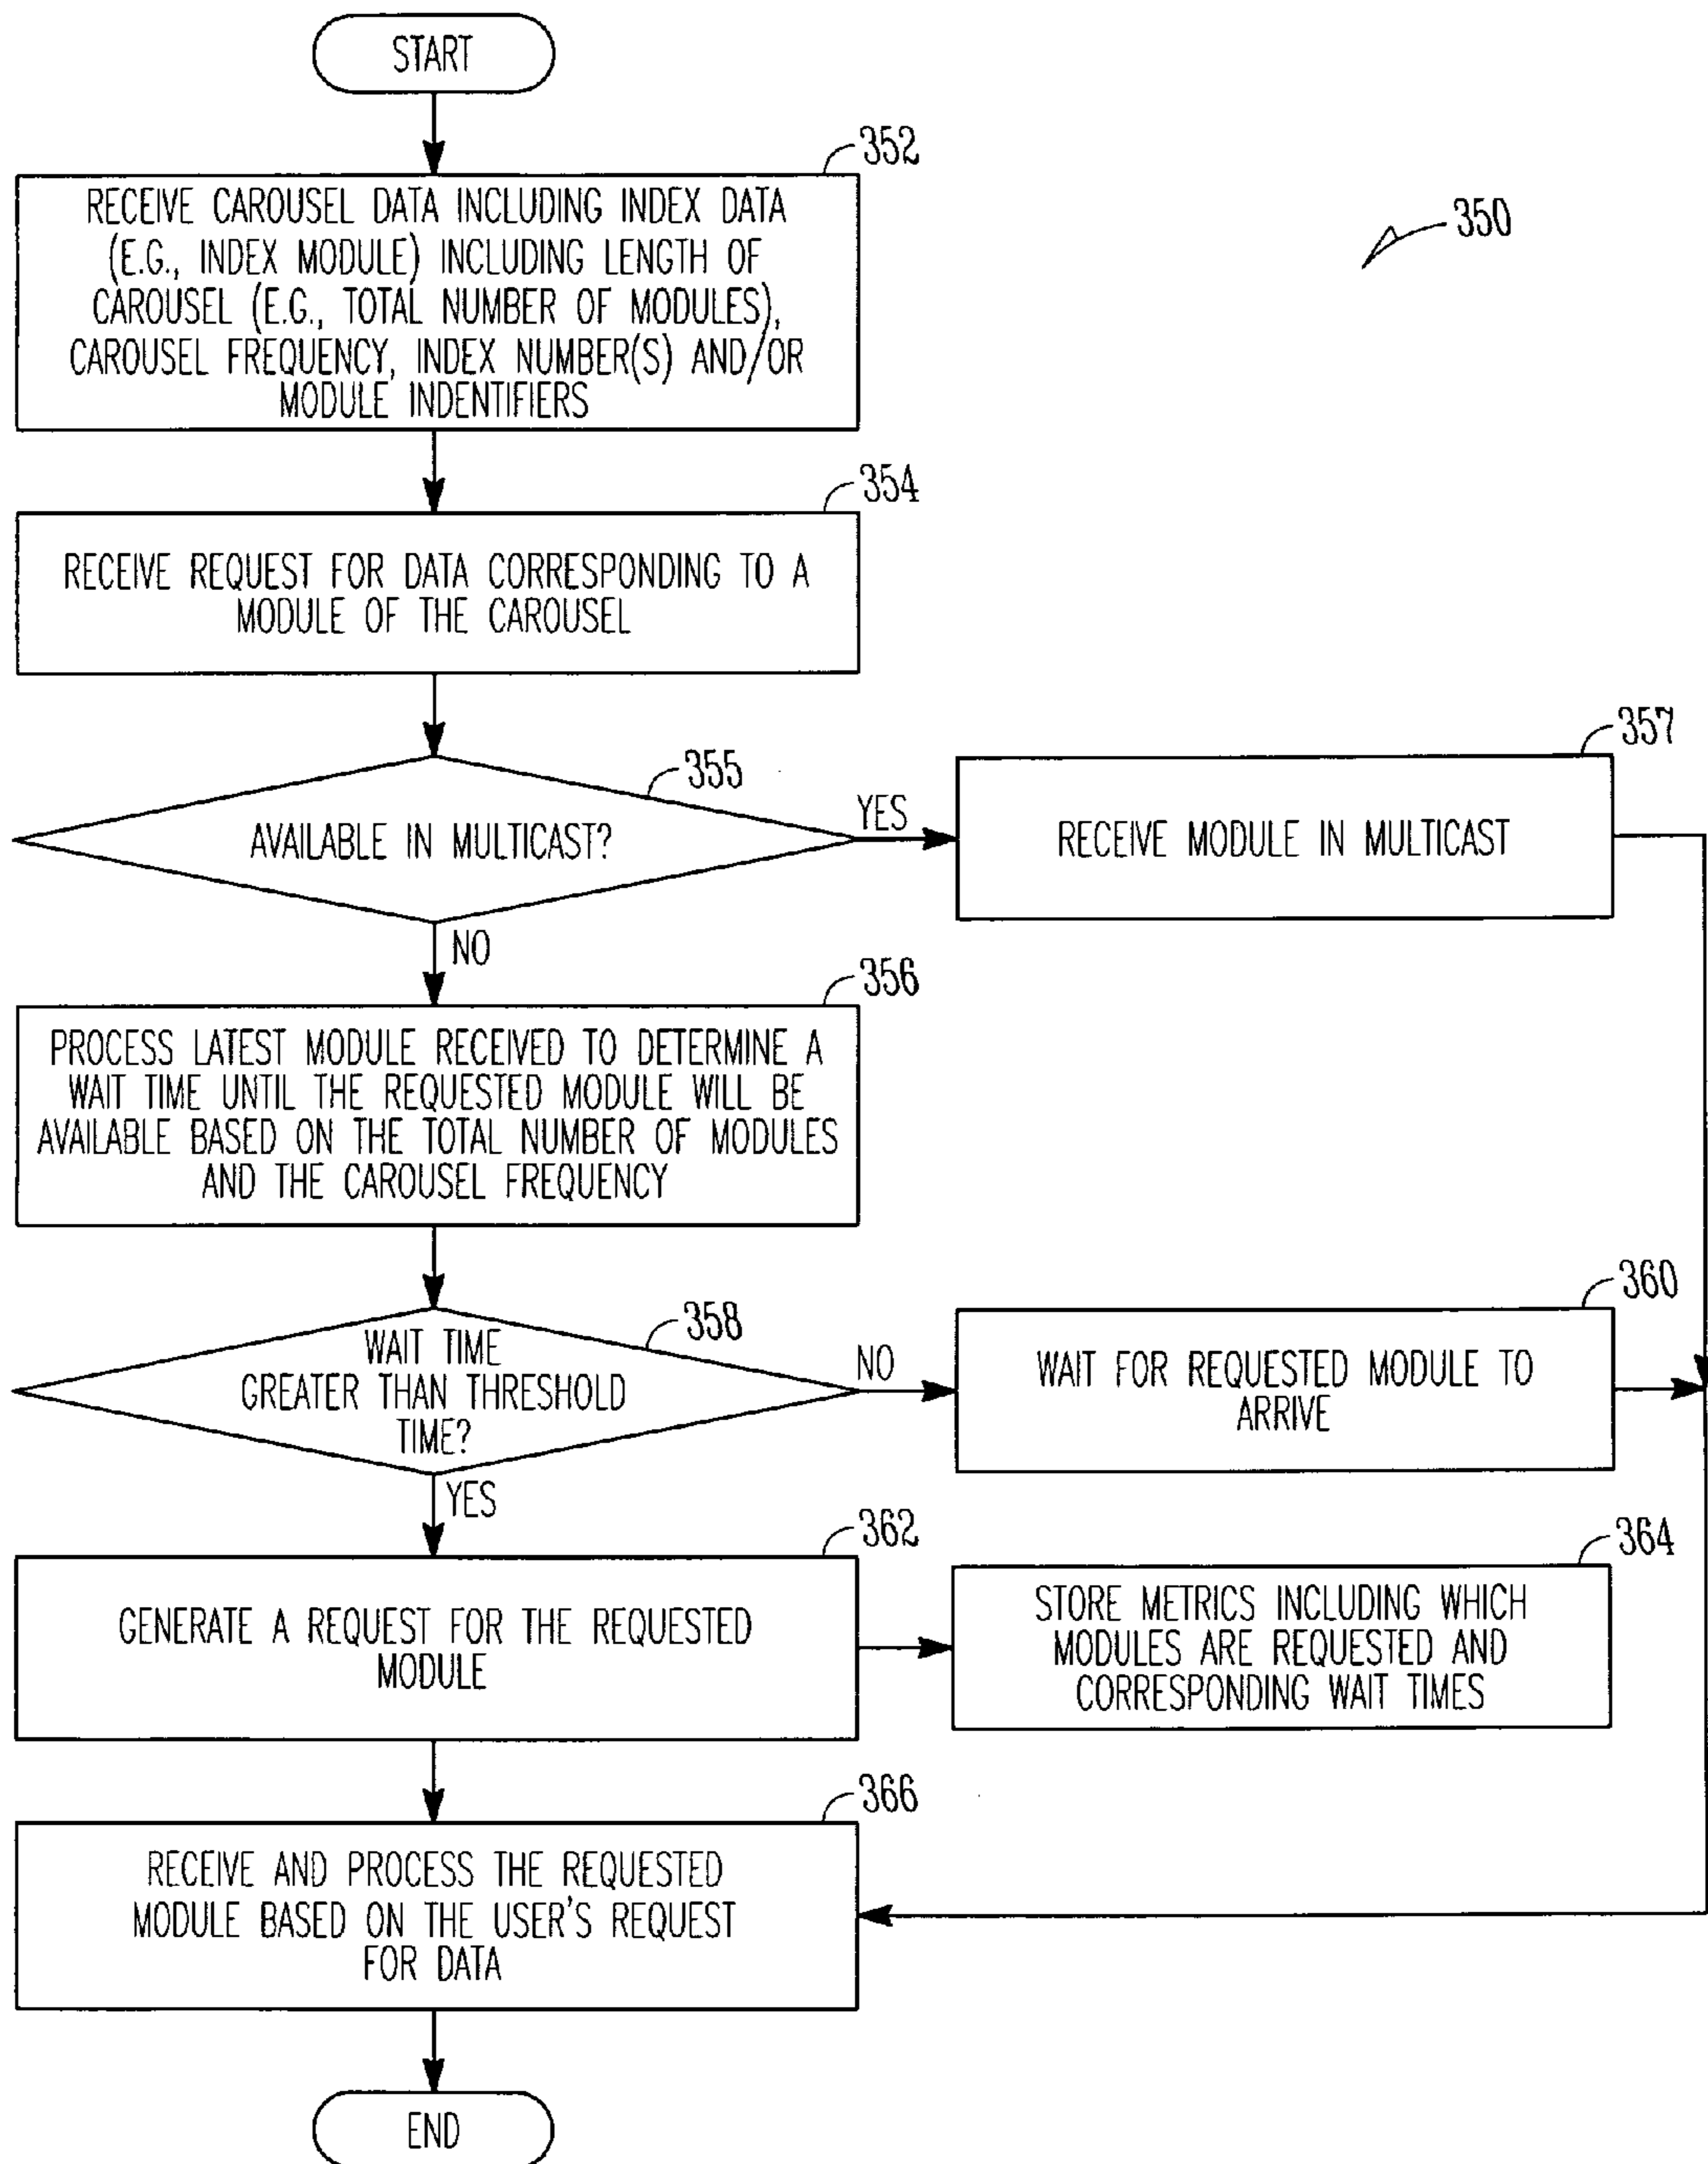 START
352
RECEIVE CAROUSEL DATA INCLUDING INDEX DATA
(E.G., INDEX MODULE) INCLUDING LENGTH OF
CAROUSEL (E.G., TOTAL NUMBER OF MODULES),
CAROUSEL FREQUENCY, INDEX NUMBER(S) AND/OR
MODULE INDENTIFIERS
350
354
RECEIVE REQUEST FOR DATA CORRESPONDING TO A
MODULE OF THE CAROUSEL
355
AVAILABLE IN MULTICAST?
YES
357
RECEIVE MODULE IN MULTICAST
NO
356
PROCESS LATEST MODULE RECEIVED TO DETERMINE A
WAIT TIME UNTIL THE REQUESTED MODULE WILL BE
AVAILABLE BASED ON THE TOTAL NUMBER OF MODULES
AND THE CAROUSEL FREQUENCY
358
WAIT TIME
GREATER THAN THRESHOLD
TIME?
NO
360
WAIT FOR REQUESTED MODULE TO
ARRIVE
YES
362
GENERATE A REQUEST FOR THE REQUESTED
MODULE
364
STORE METRICS INCLUDING WHICH
MODULES ARE REQUESTED AND
CORRESPONDING WAIT TIMES
366
RECEIVE AND PROCESS THE REQUESTED
MODULE BASED ON THE USER'S REQUEST
FOR DATA
END